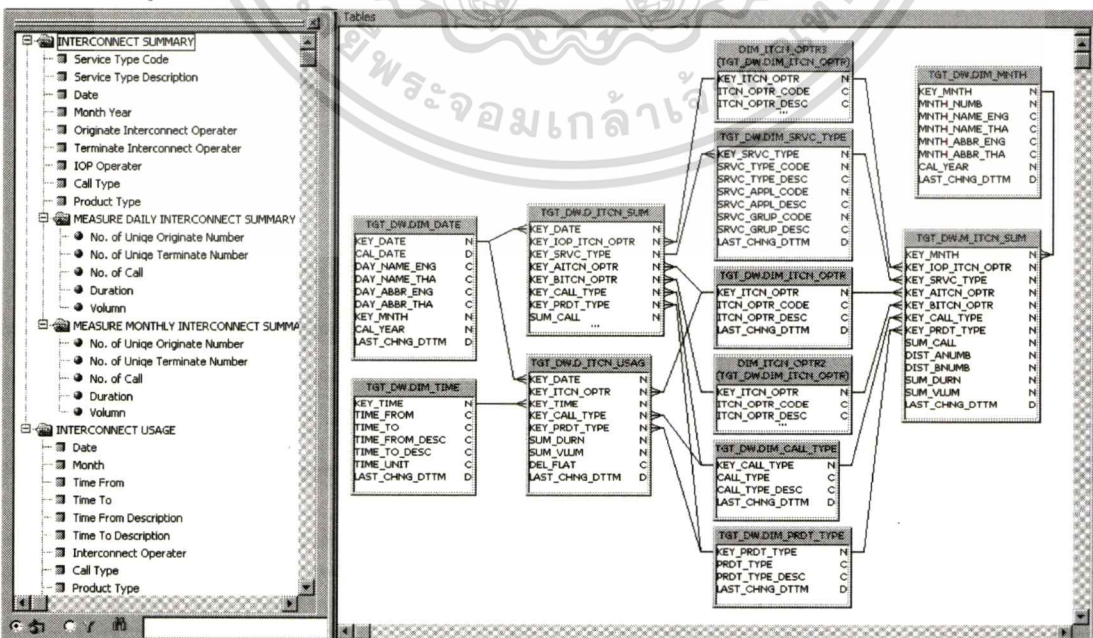 INTERCONNECT SUMMARY
Service Type Code
Service Type Description
Date
Month Year
Originate Interconnect Operater
Terminate Interconnect Operater
IOP Operater
Call Type
Product Type
MEASURE DAILY INTERCONNECT SUMMARY
No. of Uniqe Originate Number
No. of Uniqe Terminate Number
No. of Call
Duration
Volumn
MEASURE MONTHLY INTERCONNECT SUMMA
No. of Uniqe Originate Number
No. of Uniqe Terminate Number
No. of Call
Duration
Volumn
INTERCONNECT USAGE
Date
Month
Time From
Time To
Time From Description
Time To Description
Interconnect Operater
Call Type
Product Type
Tables
TGT_DW.DIM_DATE
KEY_DATE N
CAL_DATE D
DAY_NAME_ENG C
DAY_NAME_THA C
DAY_ABBR_ENG C
DAY_ABBR_THA C
KEY_MNTH N
CAL_YEAR N
LAST_CHNG_DTTM D
TGT_DW.DIM_TIME
KEY_TIME N
TIME_FROM C
TIME_TO C
TIME_FROM_DESC C
TIME_TO_DESC C
TIME_UNIT C
LAST_CHNG_DTTM D
TGT_DW.D_ITCN_SUM
KEY_DATE N
KEY_IOP_ITCN_OPTR N
KEY_SRVC_TYPE N
KEY_AITCN_OPTR N
KEY_BITCN_OPTR N
KEY_CALL_TYPE N
KEY_PRDT_TYPE N
SUM_CALL N
...
TGT_DW.D_ITCN_USAG
KEY_DATE N
KEY_ITCN_OPTR N
KEY_TIME N
KEY_CALL_TYPE N
KEY_PRDT_TYPE N
SUM_DURN N
SUM_VLUM N
DEL_FLAT C
LAST_CHNG_DTTM D
DIM_ITCN_OPTR3
(TGT_DW.DIM_ITCN_OPTR)
KEY_ITCN_OPTR N
ITCN_OPTR_CODE C
ITCN_OPTR_DESC C
...
TGT_DW.DIM_SRVC_TYPE
KEY_SRVC_TYPE N
SRVC_TYPE_CODE N
SRVC_TYPE_DESC C
SRVC_APPL_CODE N
SRVC_APPL_DESC C
SRVC_GRUP_CODE N
SRVC_GRUP_DESC C
LAST_CHNG_DTTM D
TGT_DW.DIM_ITCN_OPTR
KEY_ITCN_OPTR N
ITCN_OPTR_CODE C
ITCN_OPTR_DESC C
LAST_CHNG_DTTM D
DIM_ITCN_OPTR2
(TGT_DW.DIM_ITCN_OPTR)
KEY_ITCN_OPTR N
ITCN_OPTR_CODE C
ITCN_OPTR_DESC C
...
TGT_DW.DIM_CALL_TYPE
KEY_CALL_TYPE N
CALL_TYPE C
CALL_TYPE_DESC C
LAST_CHNG_DTTM D
TGT_DW.DIM_PRDT_TYPE
KEY_PRDT_TYPE N
PRDT_TYPE C
PRDT_TYPE_DESC C
LAST_CHNG_DTTM D
TGT_DW.DIM_MNTH
KEY_MNTH N
MNTH_NUMB N
MNTH_NAME_ENG C
MNTH_NAME_THA C
MNTH_ABBR_ENG C
MNTH_ABBR_THA C
CAL_YEAR N
LAST_CHNG_DTTM D
TGT_DW.M_ITCN_SUM
KEY_MNTH N
KEY_IOP_ITCN_OPTR N
KEY_SRVC_TYPE N
KEY_AITCN_OPTR N
KEY_BITCN_OPTR N
KEY_CALL_TYPE N
KEY_PRDT_TYPE N
SUM_CALL N
DIST_ANUMB N
DIST_BNUMB N
SUM_DURN N
SUM_VLUM N
LAST_CHNG_DTTM D